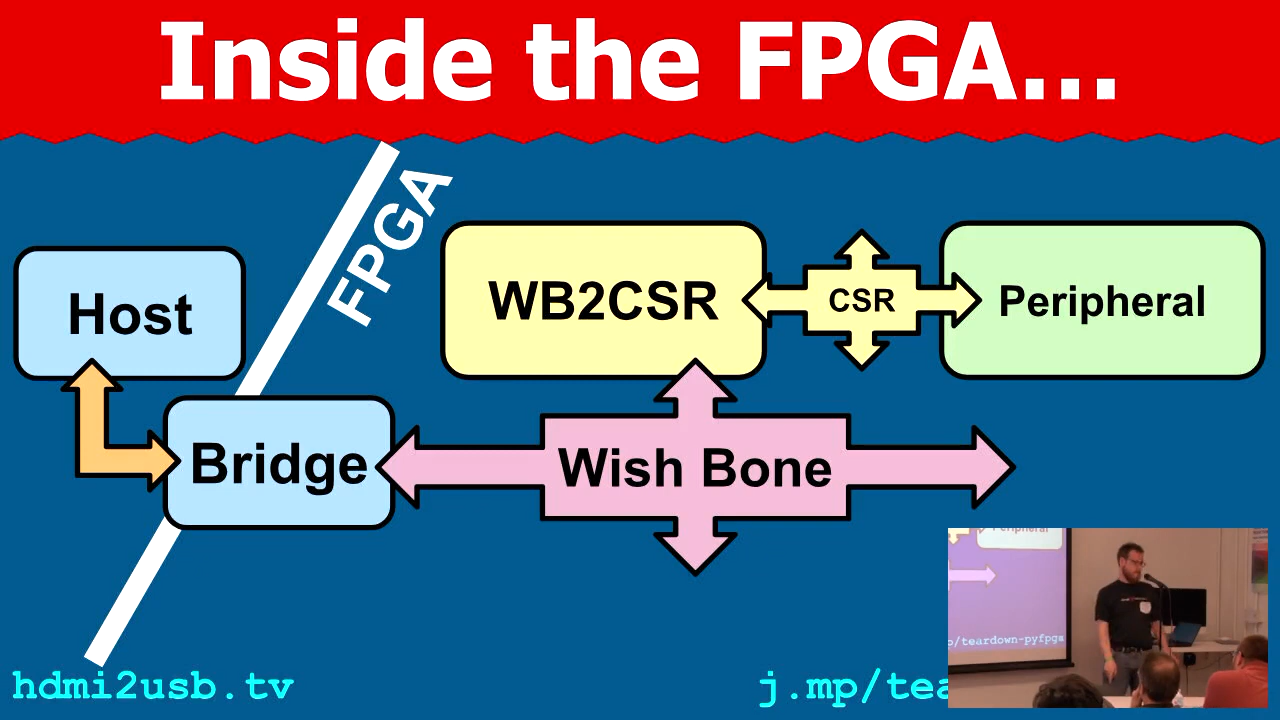 Inside the FPGA...
FPGA
Host
WB2CSR
CSR
Peripheral
Bridge
Wish Bone
hdmi2usb.tv
j.mp/tea
Peripheral
/teardown-pyfpga